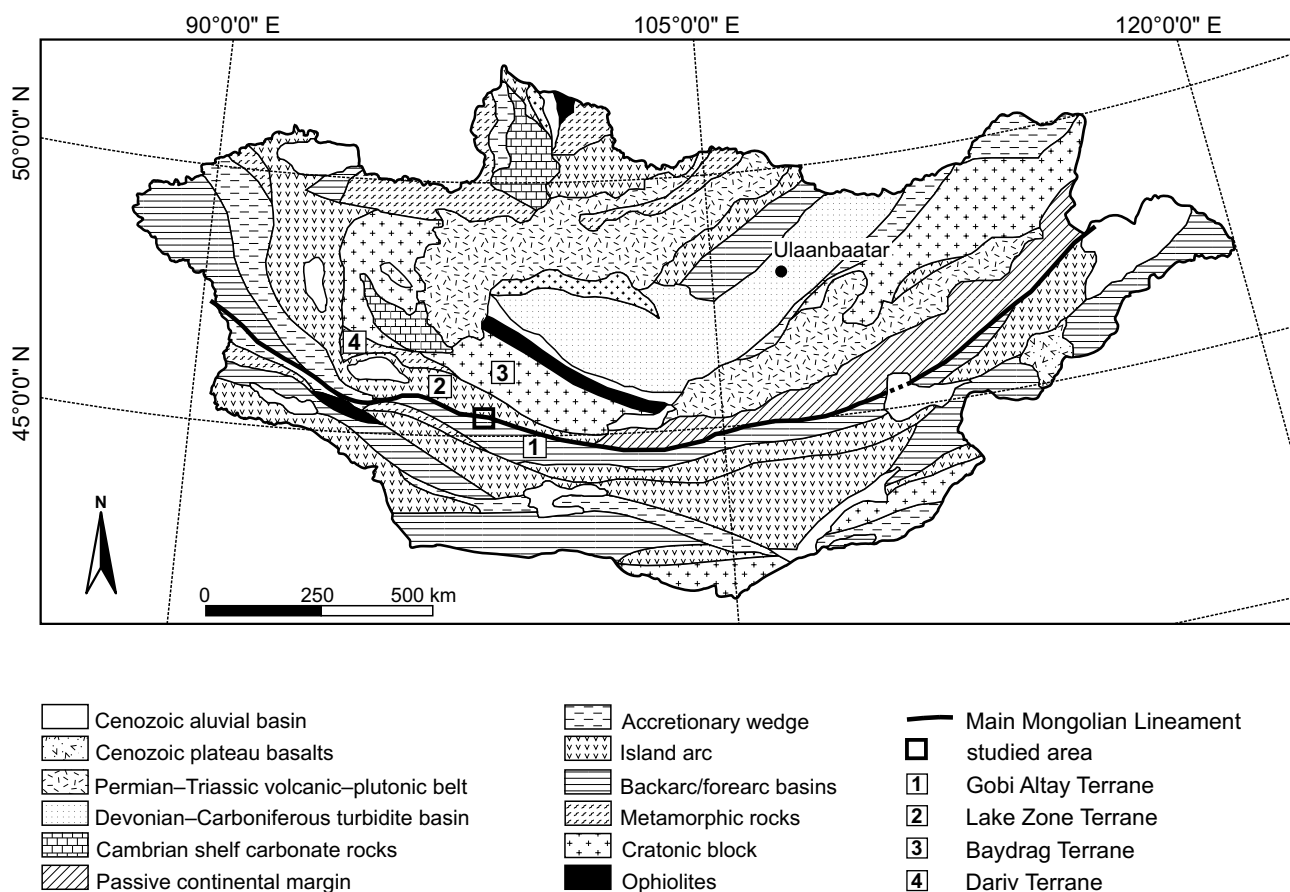 90°0'0" E
105°0'0" E
120°0'0" E
50°0'0" N
45°0'0" N
Ulaanbaatar
4
3
2
1
N
0 250 500 km
Cenozoic aluvial basin
Cenozoic plateau basalts
Permian–Triassic volcanic–plutonic belt
Devonian–Carboniferous turbidite basin
Cambrian shelf carbonate rocks
Passive continental margin
Accretionary wedge
Island arc
Backarc/forearc basins
Metamorphic rocks
Cratonic block
Ophiolites
Main Mongolian Lineament
studied area
1 Gobi Altay Terrane
2 Lake Zone Terrane
3 Baydrag Terrane
4 Dariv Terrane